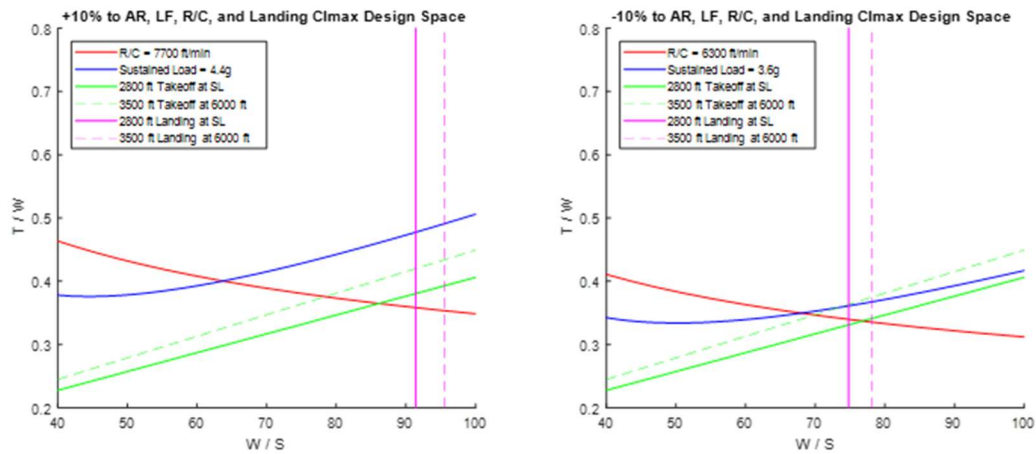 +10% to AR, LF, R/C, and Landing Clmax Design Space
0.8
0.7
0.6
0.5
0.4
0.3
0.2
T / W
R/C = 7700 ft/min
Sustained Load = 4.4g
2800 ft Takeoff at SL
3500 ft Takeoff at 6000 ft
2800 ft Landing at SL
3500 ft Landing at 6000 ft
40 50 60 70 80 90 100
W / S
-10% to AR, LF, R/C, and Landing Clmax Design Space
0.8
0.7
0.6
0.5
0.4
0.3
0.2
T / W
R/C = 6300 ft/min
Sustained Load = 3.6g
2800 ft Takeoff at SL
3500 ft Takeoff at 6000 ft
2800 ft Landing at SL
3500 ft Landing at 6000 ft
40 50 60 70 80 90 100
W / S